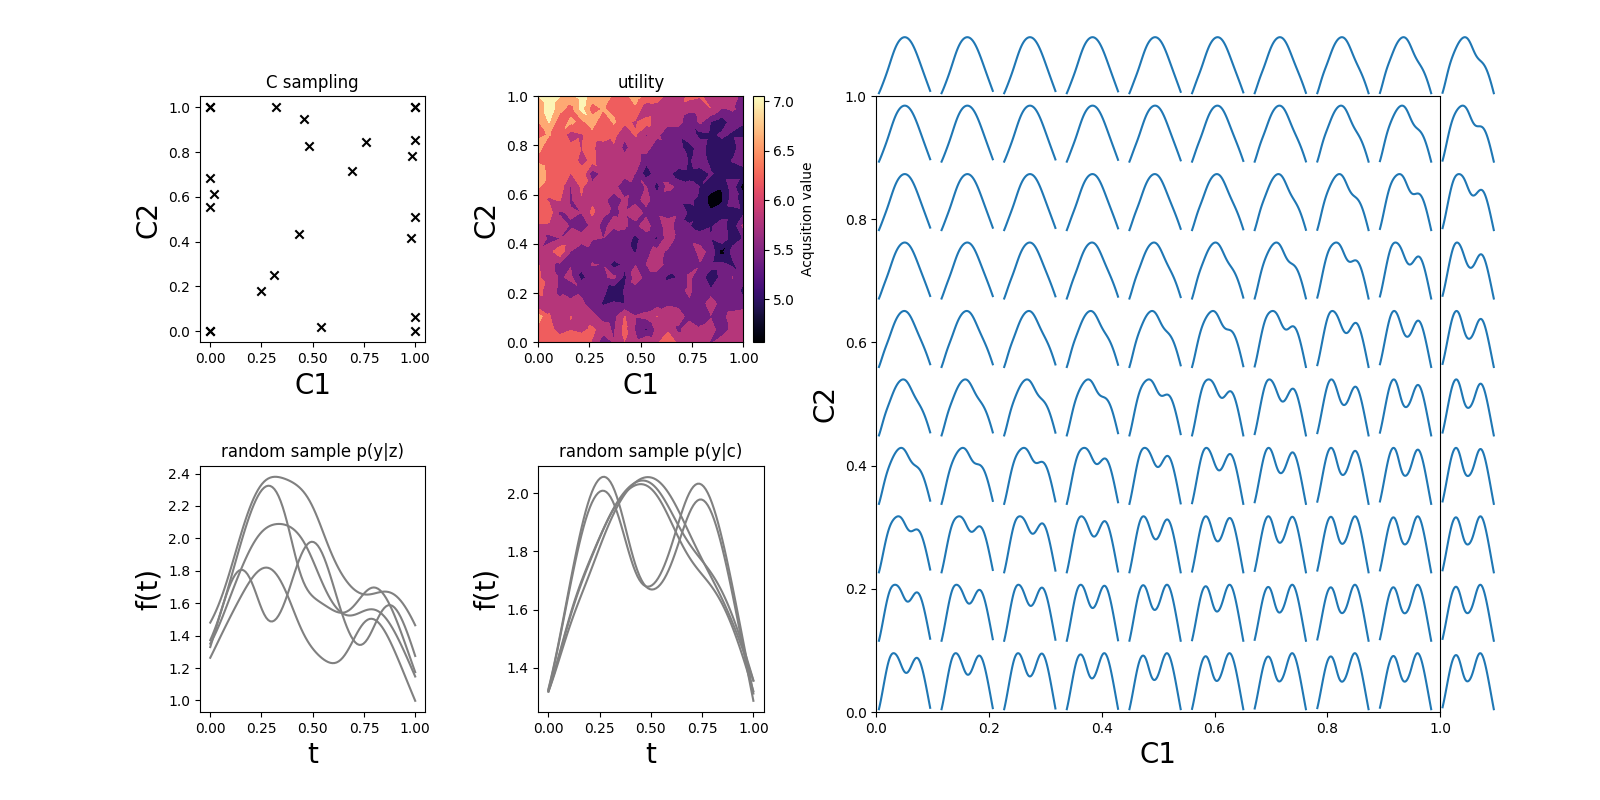 C sampling
1.0
0.8
0.6
0.4
0.2
0.0
C2
0.00 0.25 0.50 0.75 1.00
C1
utility
1.0
0.8
0.6
0.4
0.2
0.0
C2
0.00 0.25 0.50 0.75 1.00
C1
7.0
6.5
6.0
5.5
5.0
Acqusition value
random sample p(y|z)
2.4
2.2
2.0
1.8
1.6
1.4
1.2
1.0
f(t)
0.00 0.25 0.50 0.75 1.00
t
random sample p(y|c)
2.0
1.8
1.6
1.4
f(t)
0.00 0.25 0.50 0.75 1.00
t
1.0
0.8
0.6
0.4
0.2
0.0
C2
0.0 0.2 0.4 0.6 0.8 1.0
C1